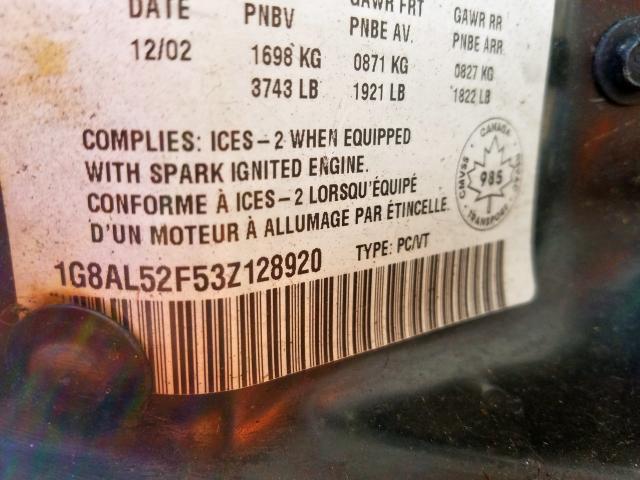 DATE PNBV GAWR FRT GAWR RR
PNBE AV. PNBE ARR.
12/02 1698 KG 0871 KG 0827 KG
3743 LB 1921 LB 1822 LB
COMPLIES: ICES-2 WHEN EQUIPPED
WITH SPARK IGNITED ENGINE.
CONFORME À ICES-2 LORSQU'ÉQUIPÉ
D'UN MOTEUR À ALLUMAGE PAR ÉTINCELLE.
CANADA
CMVSS 985
TRANSPORT
1G8AL52F53Z128920 TYPE: PC/VT